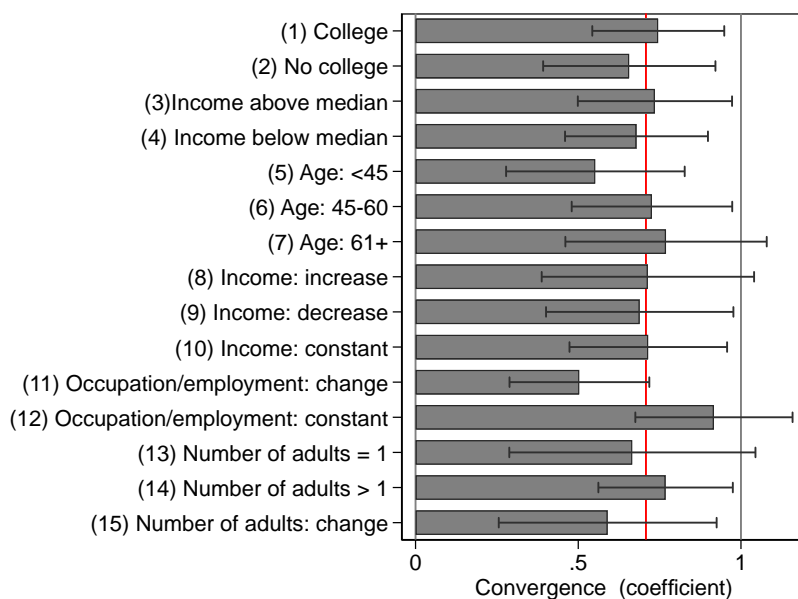 (1) College
(2) No college
(3)Income above median
(4) Income below median
(5) Age: <45
(6) Age: 45-60
(7) Age: 61+
(8) Income: increase
(9) Income: decrease
(10) Income: constant
(11) Occupation/employment: change
(12) Occupation/employment: constant
(13) Number of adults = 1
(14) Number of adults > 1
(15) Number of adults: change
0 .5 1
Convergence (coefficient)